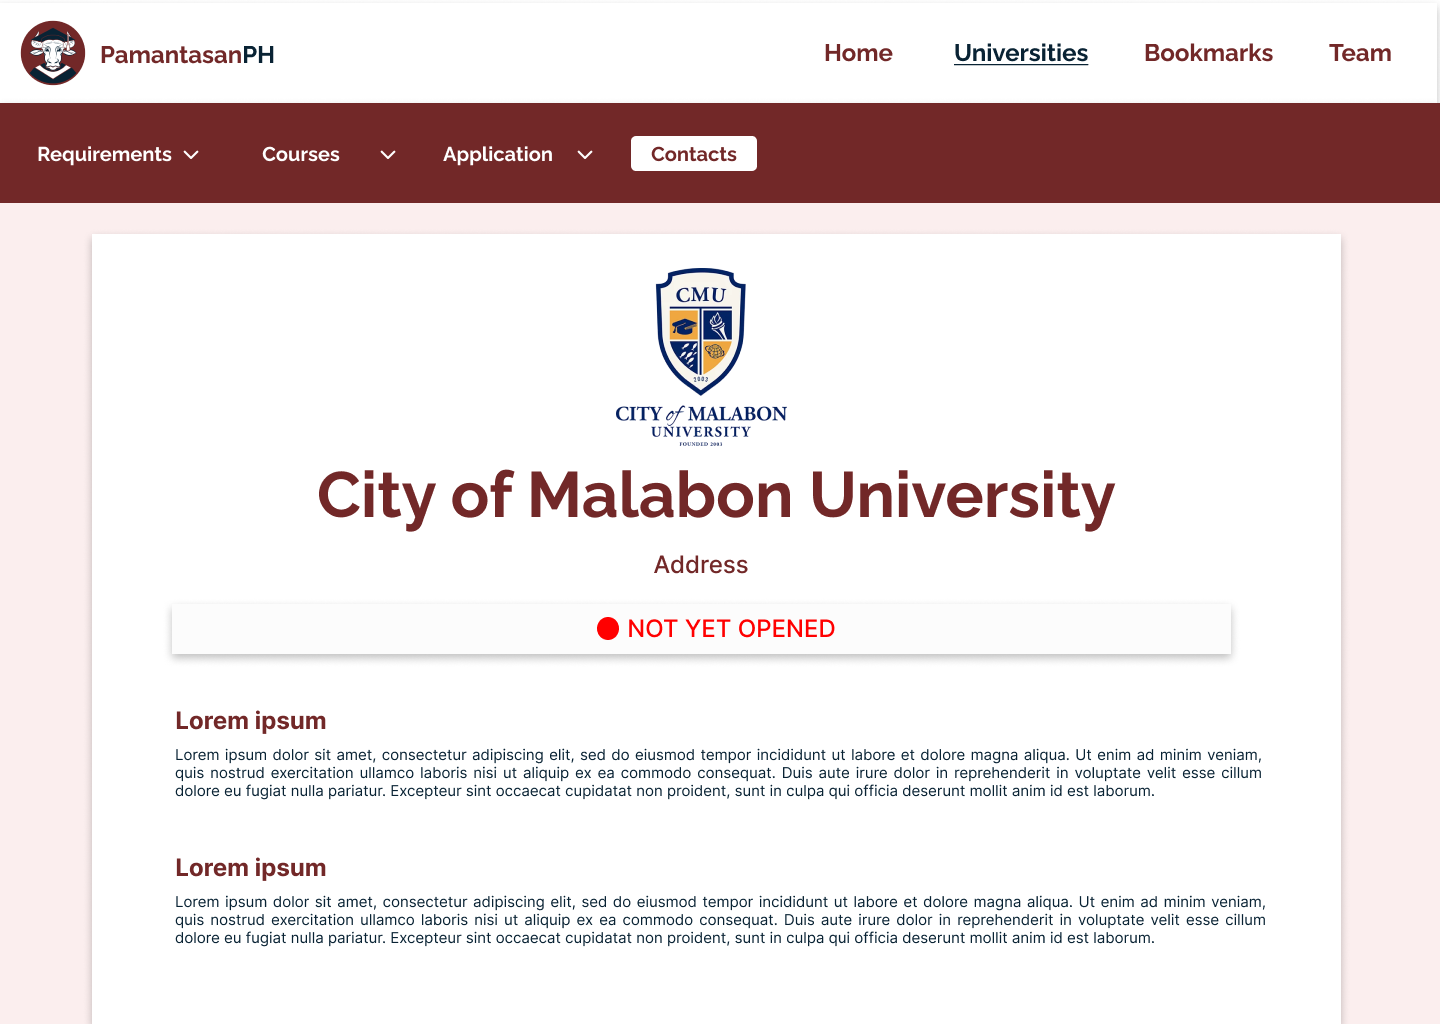 PamantasanPH
Home Universities Bookmarks Team
Requirements Courses Application Contacts
CMU
CITY of MALABON
UNIVERSITY
FOUNDED 2003
City of Malabon University
Address
NOT YET OPENED
Lorem ipsum
Lorem ipsum dolor sit amet, consectetur adipiscing elit, sed do eiusmod tempor incididunt ut labore et dolore magna aliqua. Ut enim ad minim veniam,
quis nostrud exercitation ullamco laboris nisi ut aliquip ex ea commodo consequat. Duis aute irure dolor in reprehenderit in voluptate velit esse cillum
dolore eu fugiat nulla pariatur. Excepteur sint occaecat cupidatat non proident, sunt in culpa qui officia deserunt mollit anim id est laborum.
Lorem ipsum
Lorem ipsum dolor sit amet, consectetur adipiscing elit, sed do eiusmod tempor incididunt ut labore et dolore magna aliqua. Ut enim ad minim veniam,
quis nostrud exercitation ullamco laboris nisi ut aliquip ex ea commodo consequat. Duis aute irure dolor in reprehenderit in voluptate velit esse cillum
dolore eu fugiat nulla pariatur. Excepteur sint occaecat cupidatat non proident, sunt in culpa qui officia deserunt mollit anim id est laborum.